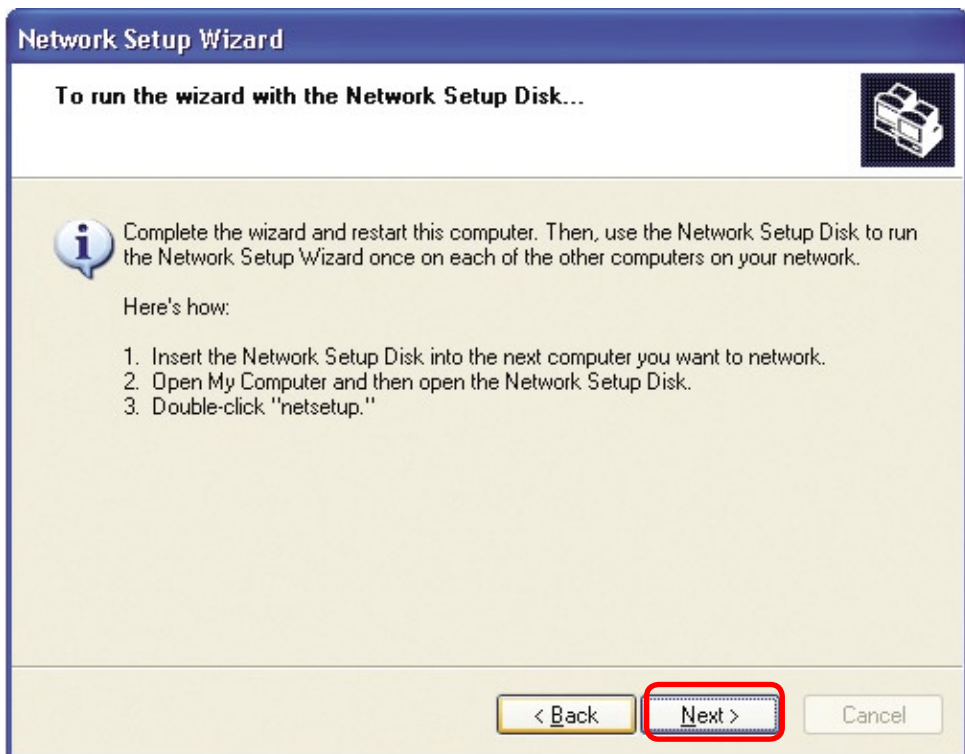 Network Setup Wizard
To run the wizard with the Network Setup Disk...
Complete the wizard and restart this computer. Then, use the Network Setup Disk to run
the Network Setup Wizard once on each of the other computers on your network.
Here's how:
1. Insert the Network Setup Disk into the next computer you want to network.
2. Open My Computer and then open the Network Setup Disk.
3. Double-click "netsetup."
< Back
Next >
Cancel